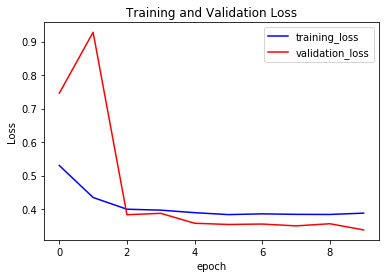 Training and Validation Loss
training_loss
validation_loss
Loss
0.9
0.8
0.7
0.6
0.5
0.4
0 2 4 6 8
epoch